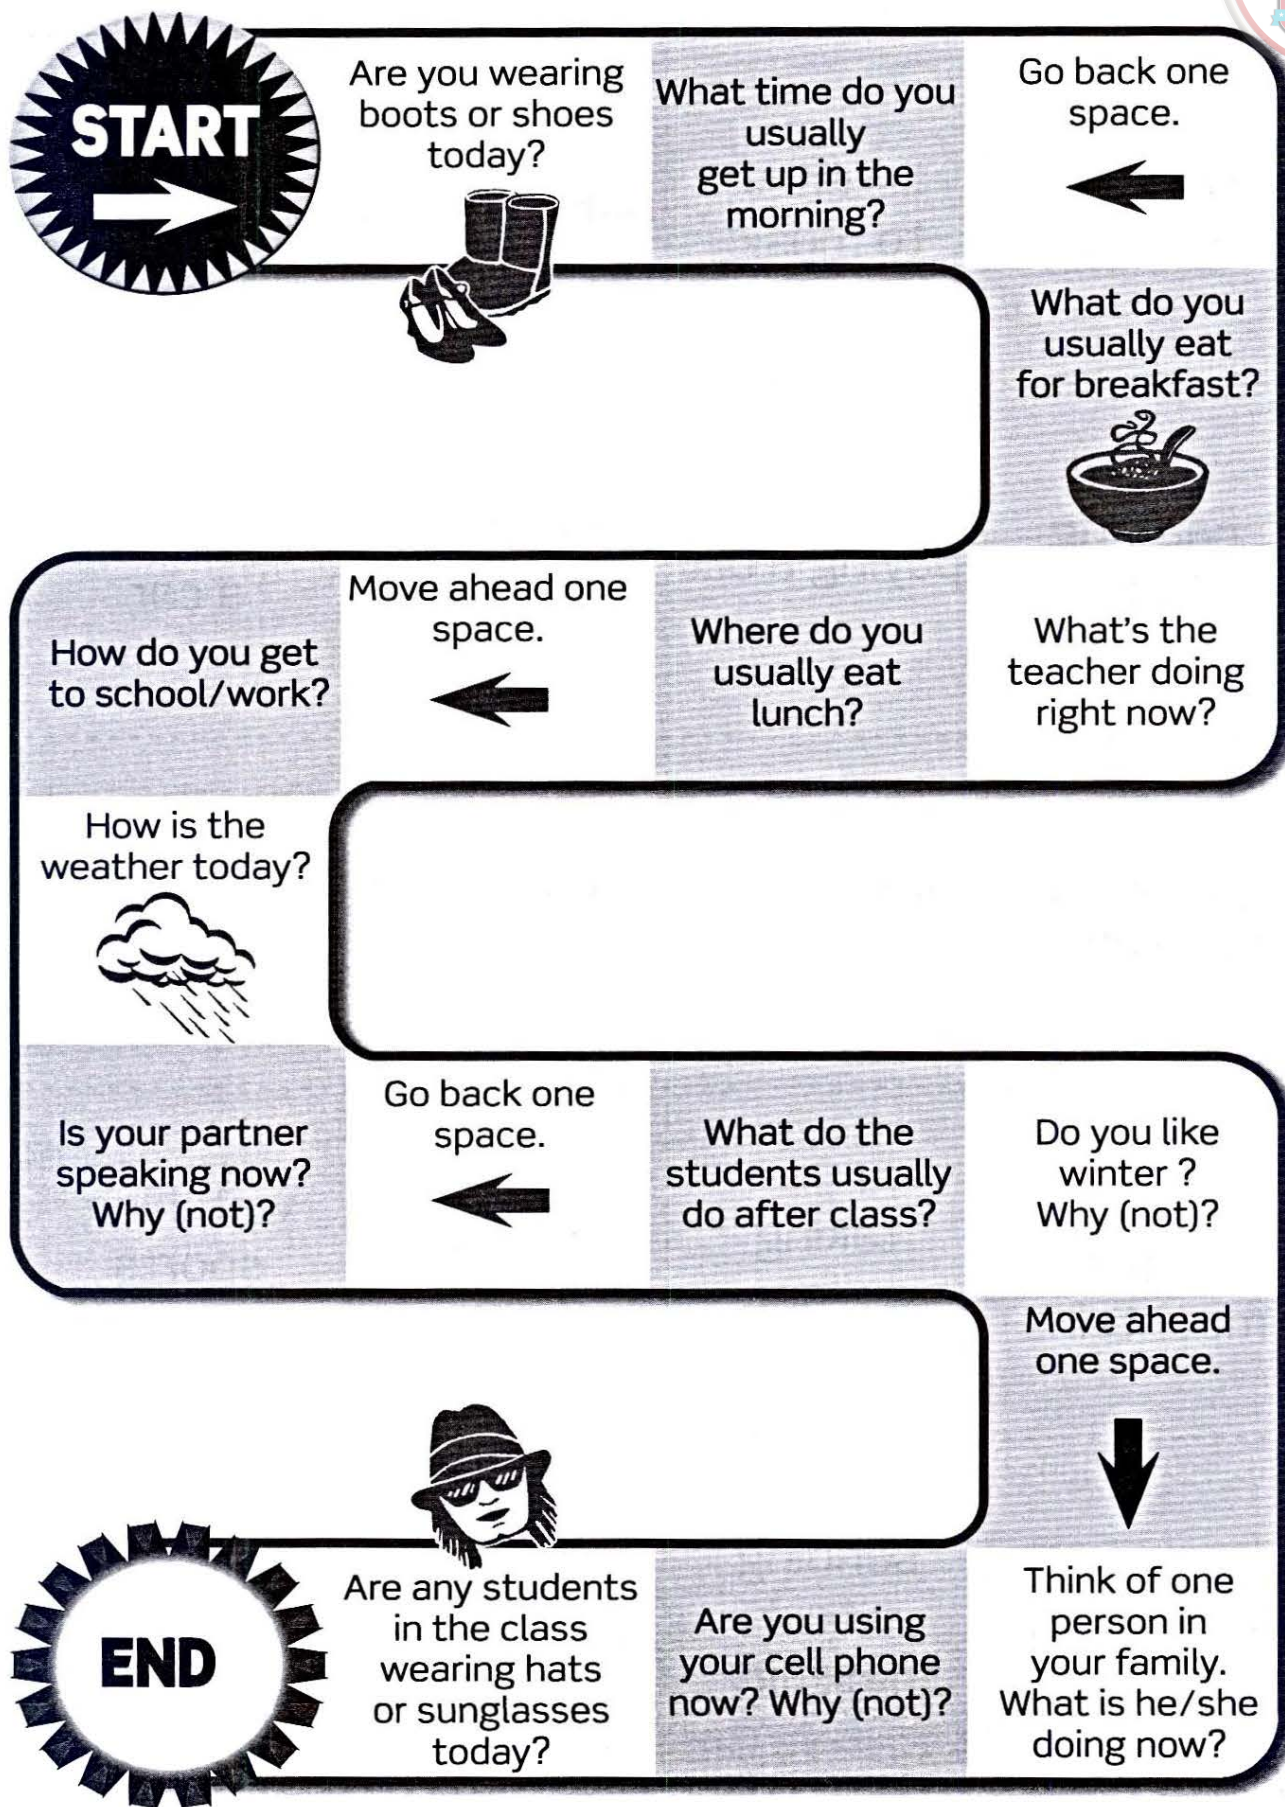 START
Are you wearing
boots or shoes
today?
What time do you
usually
get up in the
morning?
Go back one
space.
What do you
usually eat
for breakfast?
What's the
teacher doing
right now?
Where do you
usually eat
lunch?
Move ahead one
space.
How do you get
to school/work?
How is the
weather today?
Is your partner
speaking now?
Why (not)?
Go back one
space.
What do the
students usually
do after class?
Do you like
winter ?
Why (not)?
Move ahead
one space.
Think of one
person in
your family.
What is he/she
doing now?
Are you using
your cell phone
now? Why (not)?
Are any students
in the class
wearing hats
or sunglasses
today?
END